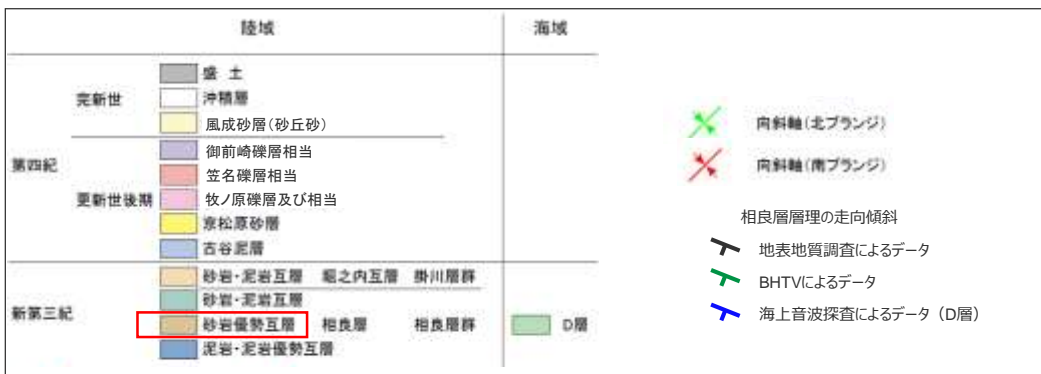 陸域
海域
盛土
完新世
沖積層
風成砂層(砂丘砂)
第四紀
御前崎礫層相当
笠名礫層相当
更新世後期
牧ノ原礫層及び相当
京松原砂層
古谷泥層
砂岩・泥岩互層 堀之内互層 掛川層群
砂岩・泥岩互層
新第三紀
砂岩優勢互層 相良層 相良層群
D層
泥岩・泥岩優勢互層
向斜軸(北プランジ)
向斜軸(南プランジ)
相良層層理の走向傾斜
地表地質調査によるデータ
BHTVによるデータ
海上音波探査によるデータ(D層)